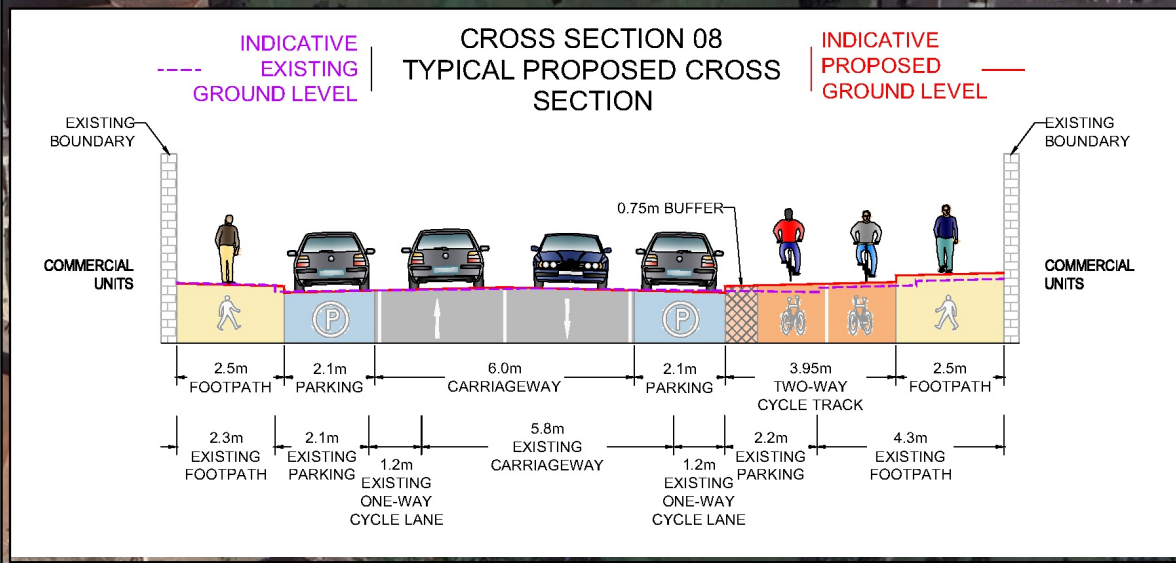 INDICATIVE
EXISTING
GROUND LEVEL
CROSS SECTION 08
TYPICAL PROPOSED CROSS
SECTION
INDICATIVE
PROPOSED
GROUND LEVEL
EXISTING
BOUNDARY
EXISTING
BOUNDARY
0.75m BUFFER
COMMERCIAL
UNITS
COMMERCIAL
UNITS
P
P
2.5m
FOOTPATH
2.1m
PARKING
6.0m
CARRIAGEWAY
2.1m
PARKING
3.95m
TWO-WAY
CYCLE TRACK
2.5m
FOOTPATH
2.3m
EXISTING
FOOTPATH
2.1m
EXISTING
PARKING
1.2m
EXISTING
ONE-WAY
CYCLE LANE
5.8m
EXISTING
CARRIAGEWAY
1.2m
EXISTING
ONE-WAY
CYCLE LANE
2.2m
EXISTING
PARKING
4.3m
EXISTING
FOOTPATH